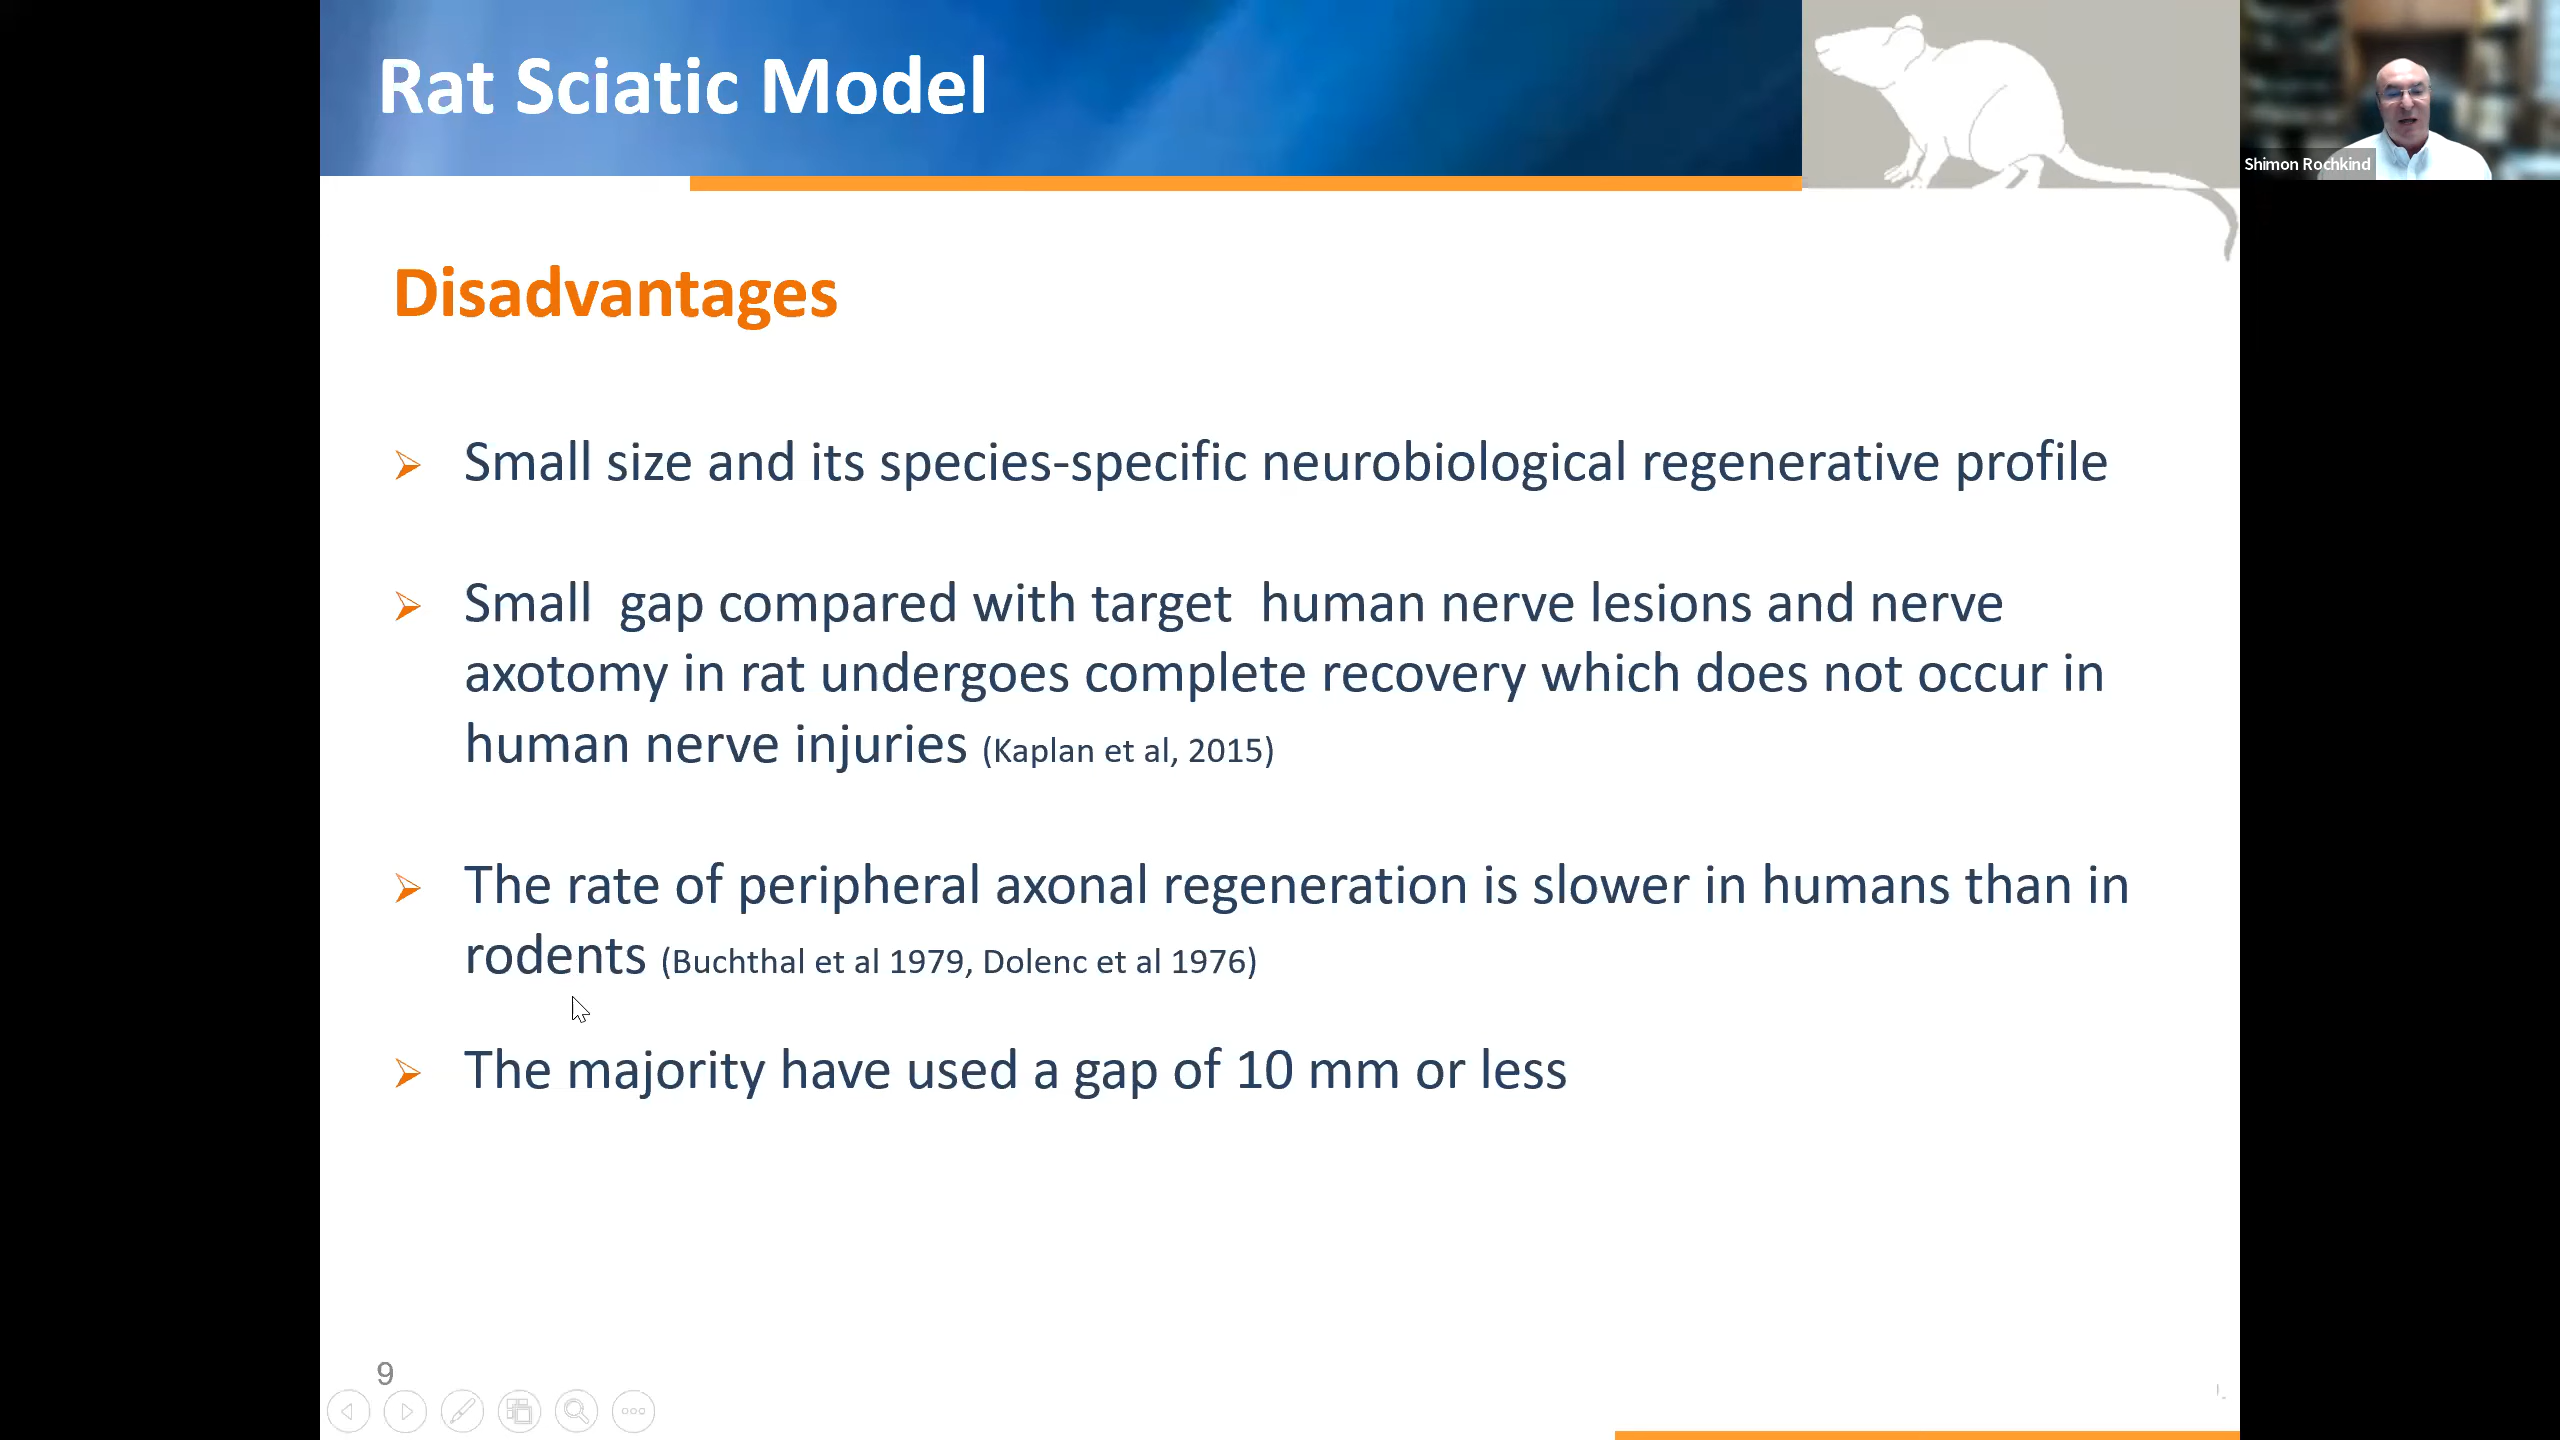 Rat Sciatic Model
Shimon Rochkind
Disadvantages
Small size and its species-specific neurobiological regenerative profile
Small  gap compared with target  human nerve lesions and nerve
axotomy in rat undergoes complete recovery which does not occur in
human nerve injuries (Kaplan et al, 2015)
The rate of peripheral axonal regeneration is slower in humans than in
rodents (Buchthal et al 1979, Dolenc et al 1976)
The majority have used a gap of 10 mm or less
9